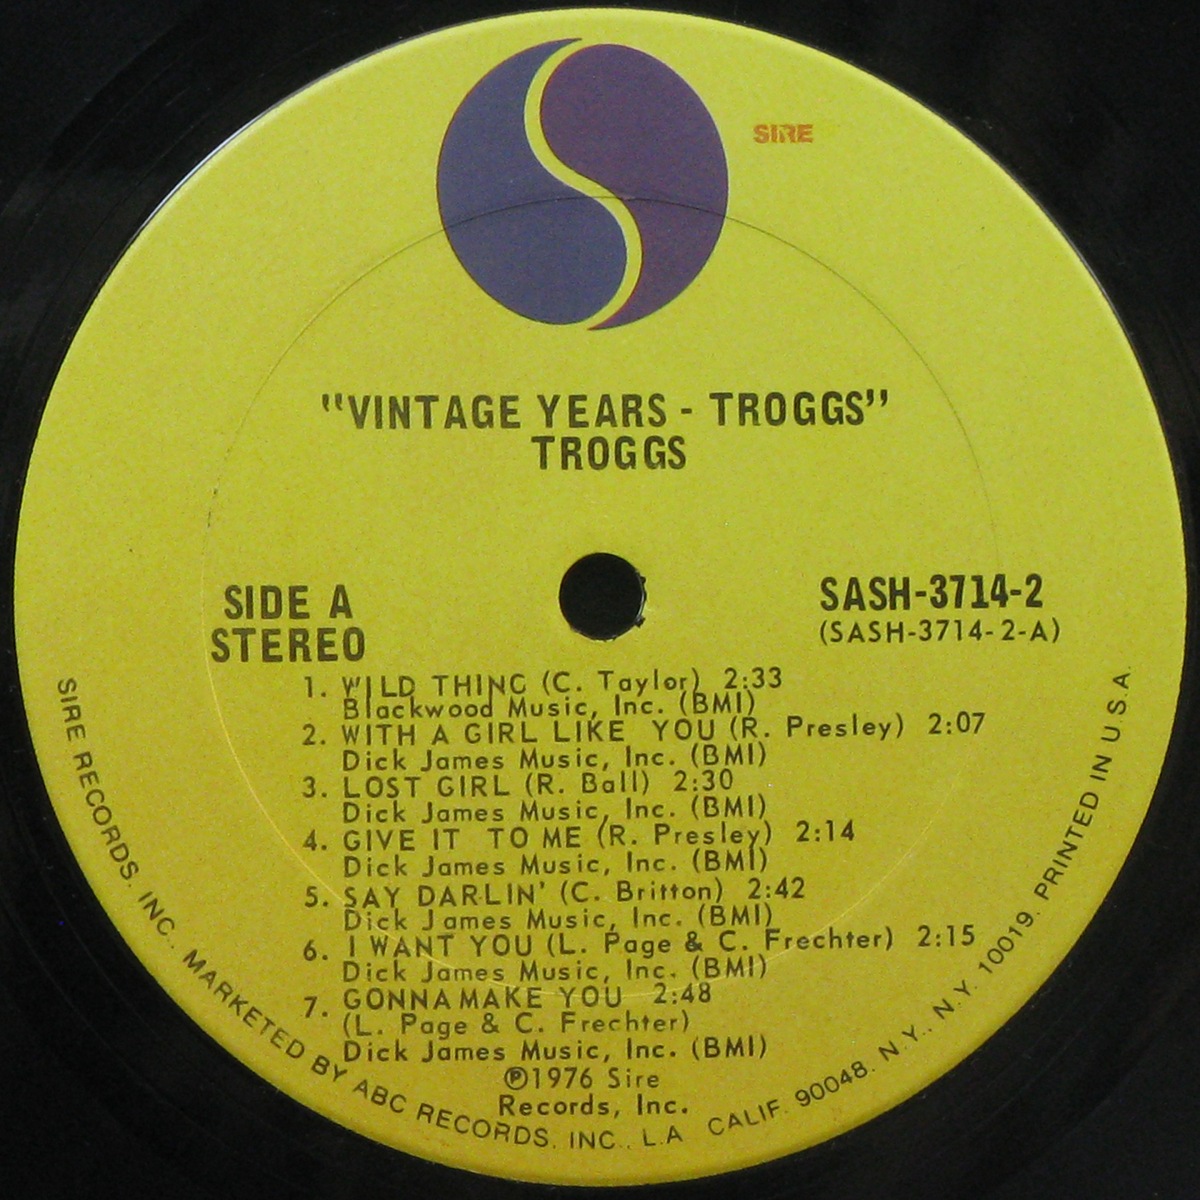 SIRE
"VINTAGE YEARS - TROGGS"
TROGGS
SIDE A
STEREO
SASH-3714-2
(SASH-3714-2-A)
1. WILD THING (C. Taylor) 2:33
Blackwood Music, Inc. (BMI)
2. WITH A GIRL LIKE YOU (R. Presley) 2:07
Dick James Music, Inc. (BMI)
3. LOST GIRL (R. Ball) 2:30
Dick James Music, Inc. (BMI)
4. GIVE IT TO ME (R. Presley) 2:14
Dick James Music, Inc. (BMI)
5. SAY DARLIN' (C. Britton) 2:42
Dick James Music, Inc. (BMI)
6. I WANT YOU (L. Page & C. Frechter) 2:15
Dick James Music, Inc. (BMI)
7. GONNA MAKE YOU 2:48
(L. Page & C. Frechter)
Dick James Music, Inc. (BMI)
℗1976 Sire
Records, Inc.
SIRE RECORDS, INC., MARKETED BY ABC RECORDS, INC., L.A CALIF. 90048. N.Y., N.Y. 10019. PRINTED IN U.S.A.